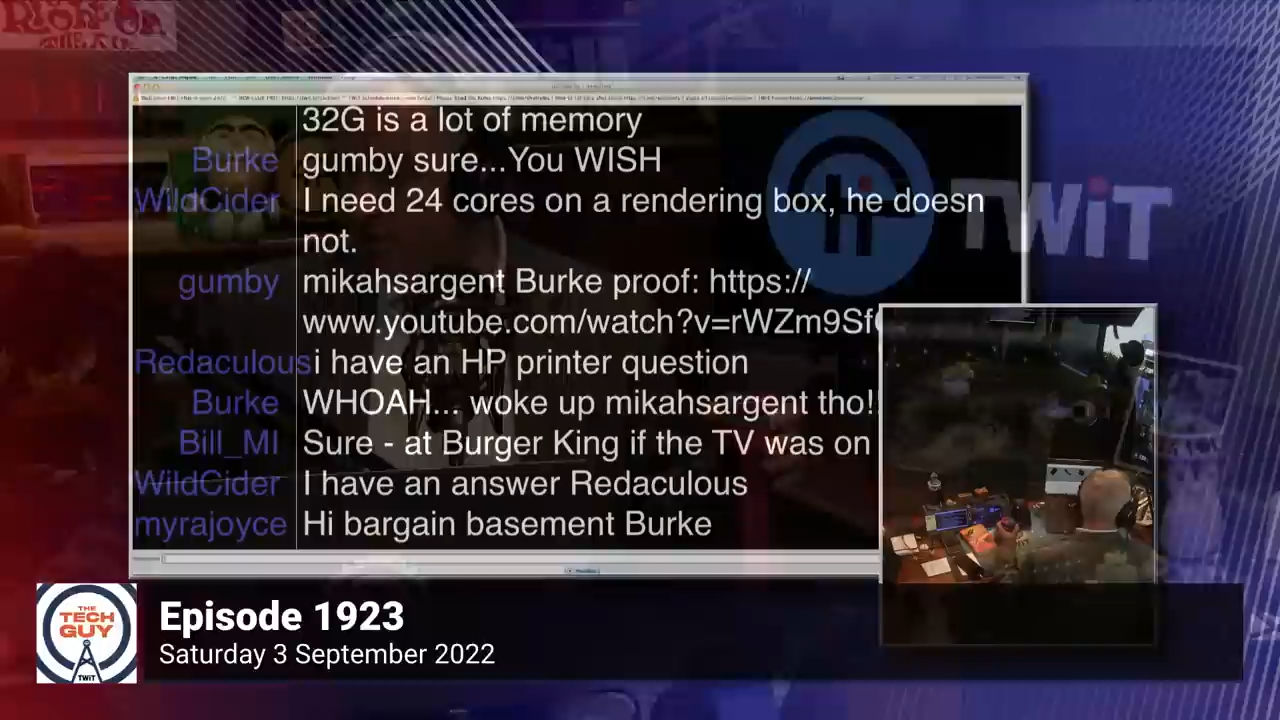 32G is a lot of memory
Burke gumby sure...You WISH
WildCider I need 24 cores on a rendering box, he doesn
not.
TWiT
gumby mikahsargent Burke proof: https://
www.youtube.com/watch?v=rWZm9Sf
Redaculous i have an HP printer question
Burke WHOAH... woke up mikahsargent tho!!
Bill_MI Sure - at Burger King if the TV was on
WildCider I have an answer Redaculous
myrajoyce Hi bargain basement Burke
THE
TECH
GUY
TWiT
Episode 1923
Saturday 3 September 2022